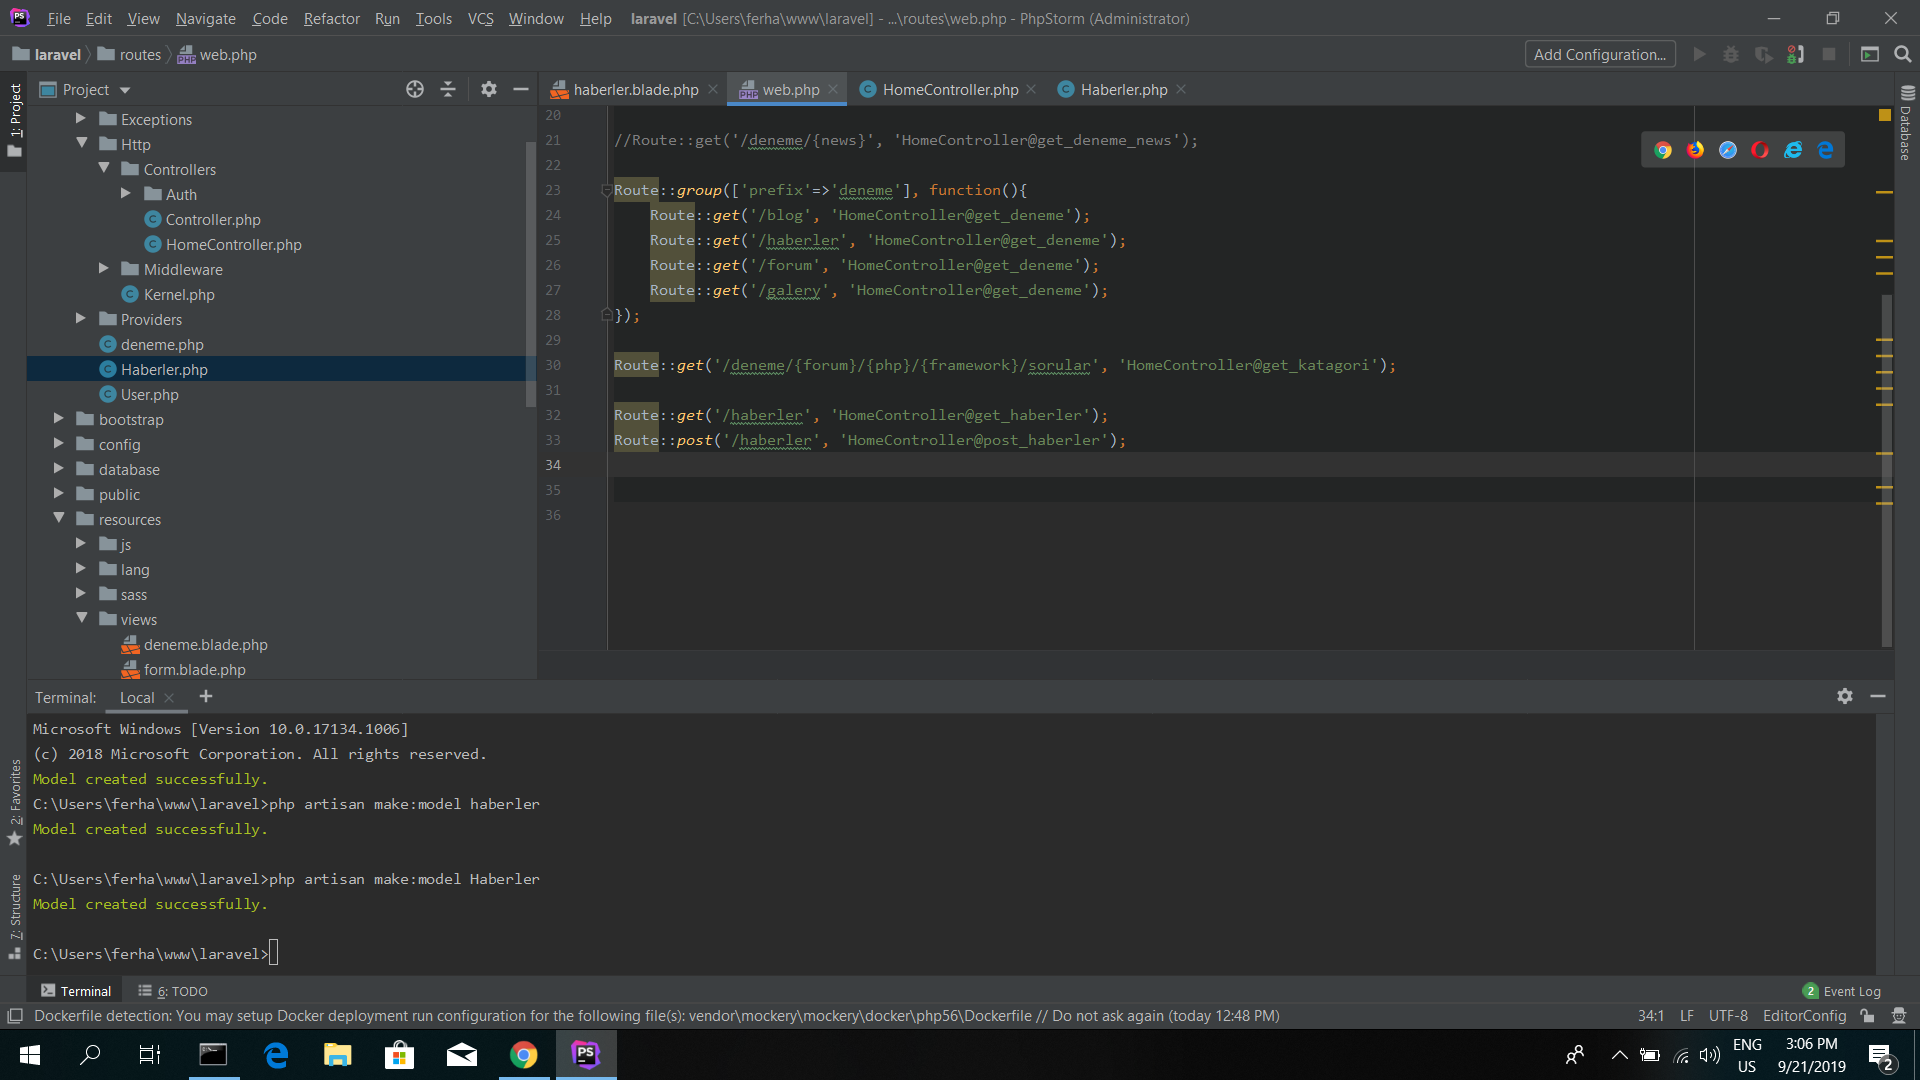 File Edit View Navigate Code Refactor Run Tools VCS Window Help laravel [C:\Users\ferha\www\laravel] - ...\routes\web.php - PhpStorm (Administrator)
laravel routes web.php Add Configuration...
1: Project
Project
haberler.blade.php web.php HomeController.php Haberler.php
Database
Exceptions
Http
Controllers
Auth
Controller.php
HomeController.php
Middleware
Kernel.php
Providers
deneme.php
Haberler.php
User.php
bootstrap
config
database
public
resources
js
lang
sass
views
deneme.blade.php
form.blade.php
20
21 //Route::get('/deneme/{news}', 'HomeController@get_deneme_news');
22
23 Route::group(['prefix'=>'deneme'], function(){
24 Route::get('/blog', 'HomeController@get_deneme');
25 Route::get('/haberler', 'HomeController@get_deneme');
26 Route::get('/forum', 'HomeController@get_deneme');
27 Route::get('/galery', 'HomeController@get_deneme');
28 });
29
30 Route::get('/deneme/{forum}/{php}/{framework}/sorular', 'HomeController@get_katagori');
31
32 Route::get('/haberler', 'HomeController@get_haberler');
33 Route::post('/haberler', 'HomeController@post_haberler');
34
35
36
Terminal: Local
Microsoft Windows [Version 10.0.17134.1006]
(c) 2018 Microsoft Corporation. All rights reserved.
Model created successfully.
C:\Users\ferha\www\laravel>php artisan make:model haberler
Model created successfully.
C:\Users\ferha\www\laravel>php artisan make:model Haberler
Model created successfully.
C:\Users\ferha\www\laravel>
2: Favorites
7: Structure
Terminal 6: TODO 2 Event Log
Dockerfile detection: You may setup Docker deployment run configuration for the following file(s): vendor\mockery\mockery\docker\php56\Dockerfile // Do not ask again (today 12:48 PM) 34:1 LF UTF-8 EditorConfig
ENG 3:06 PM
US 9/21/2019 2